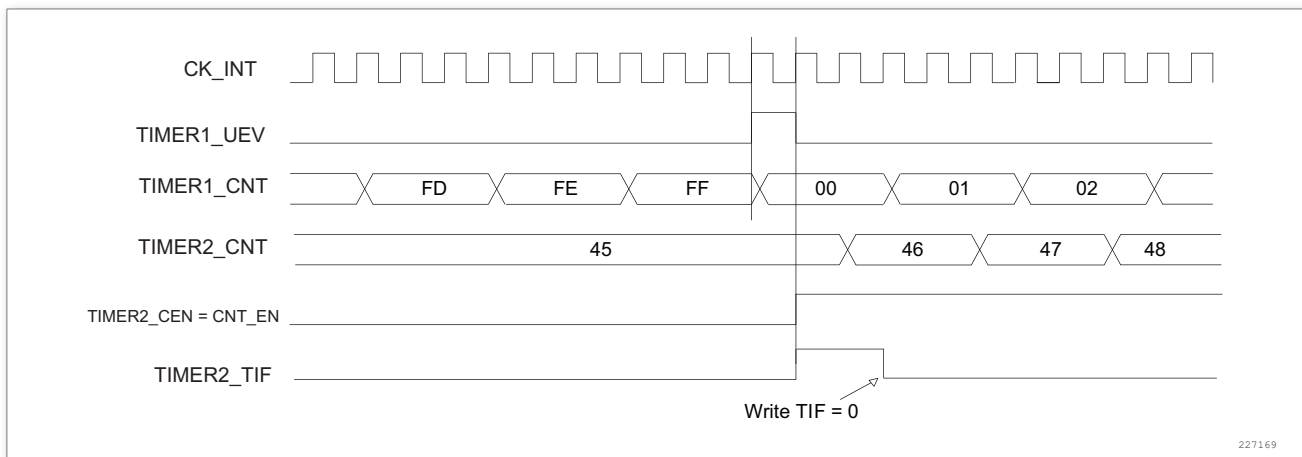 CK_INT
TIMER1_UEV
TIMER1_CNT FD FE FF 00 01 02
TIMER2_CNT 45 46 47 48
TIMER2_CEN = CNT_EN
TIMER2_TIF
Write TIF = 0
227169